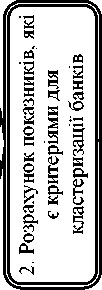 2. Розрахунок показників, які
є критеріями для
кластеризації банків